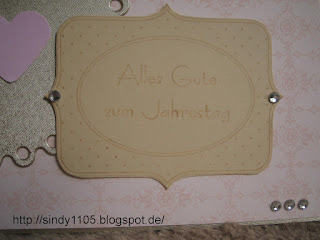 Alles Gute
zum Jahrestag
http://sindy1105.blogspot.de/